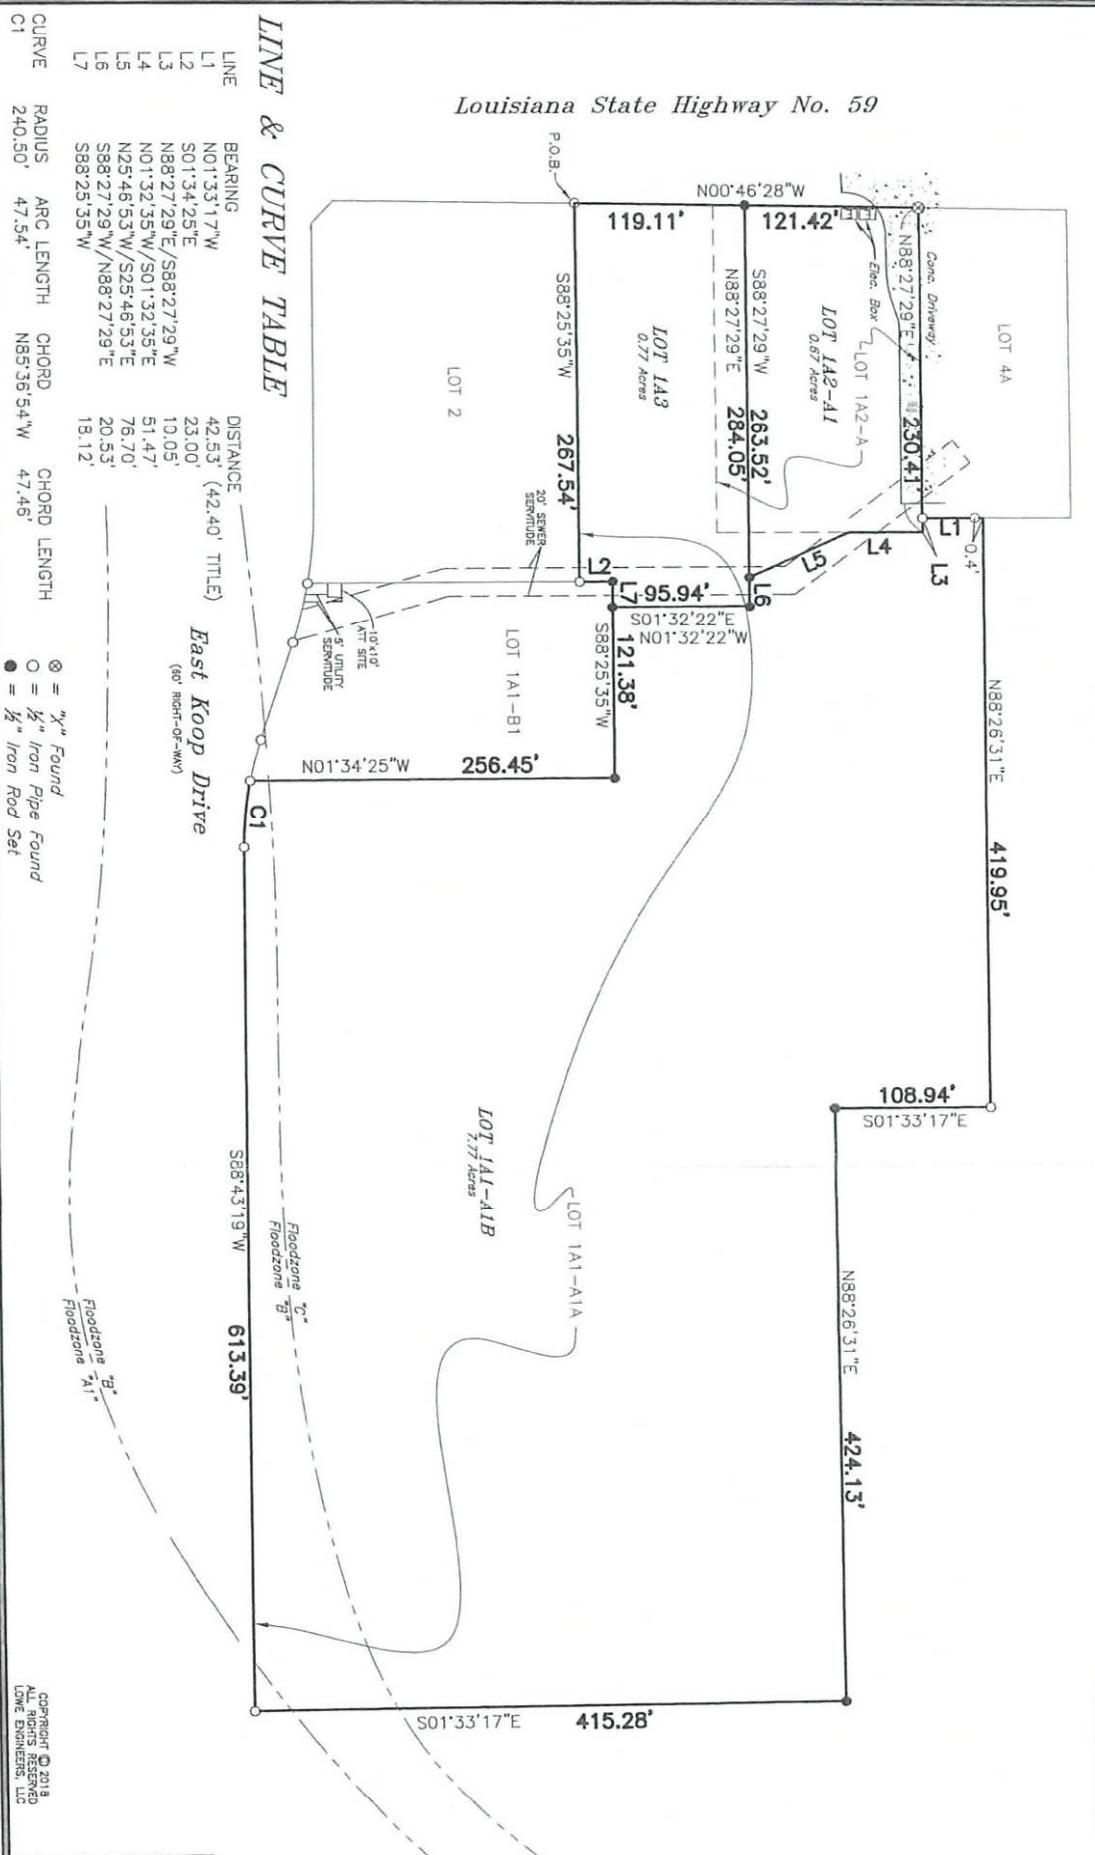 Louisiana State Highway No. 59
P.O.B.
N00°46'28"W
119.11'
121.42'
Elec. Box
Conc. Driveway
N88°27'29"E
230.41'
LOT 4A
LOT 1A2-A1
0.67 Acres
LOT 1A2-A
S88°27'29"W
263.52'
N88°27'29"E
284.05'
LOT 1A3
0.77 Acres
S88°25'35"W
267.54'
LOT 2
20' SEWER
SERVITUDE
L1
0.4'
L3
L4
L5
L6
L2
L7
95.94'
S01°32'22"E
N01°32'22"W
121.38'
S88°25'35"W
LOT 1A1-B1
10'x10'
ATT SITE
5' UTILITY
SERVITUDE
N01°34'25"W
256.45'
C1
N88°26'31"E
419.95'
108.94'
S01°33'17"E
N88°26'31"E
424.13'
LOT 1A1-A1B
7.77 Acres
LOT 1A1-A1A
S88°43'19"W
613.39'
S01°33'17"E
415.28'
Floodzone "C"
Floodzone "B"
Floodzone "B"
Floodzone "A1"
East Koop Drive
(60' RIGHT-OF-WAY)
LINE & CURVE TABLE
LINE BEARING DISTANCE
L1 N01°33'17"W 42.53' (42.40' TITLE)
L2 S01°34'25"E 23.00'
L3 N88°27'29"E/S88°27'29"W 10.05'
L4 N01°32'35"W/S01°32'35"E 51.47'
L5 N25°46'53"W/S25°46'53"E 76.70'
L6 S88°27'29"W/N88°27'29"E 20.53'
L7 S88°25'35"W 18.12'
CURVE RADIUS ARC LENGTH CHORD CHORD LENGTH
C1 240.50' 47.54' N85°36'54"W 47.46'
⊗ = "X" Found
○ = ½" Iron Pipe Found
● = ½" Iron Rod Set
COPYRIGHT © 2018
ALL RIGHTS RESERVED
LOWE ENGINEERS, LLC